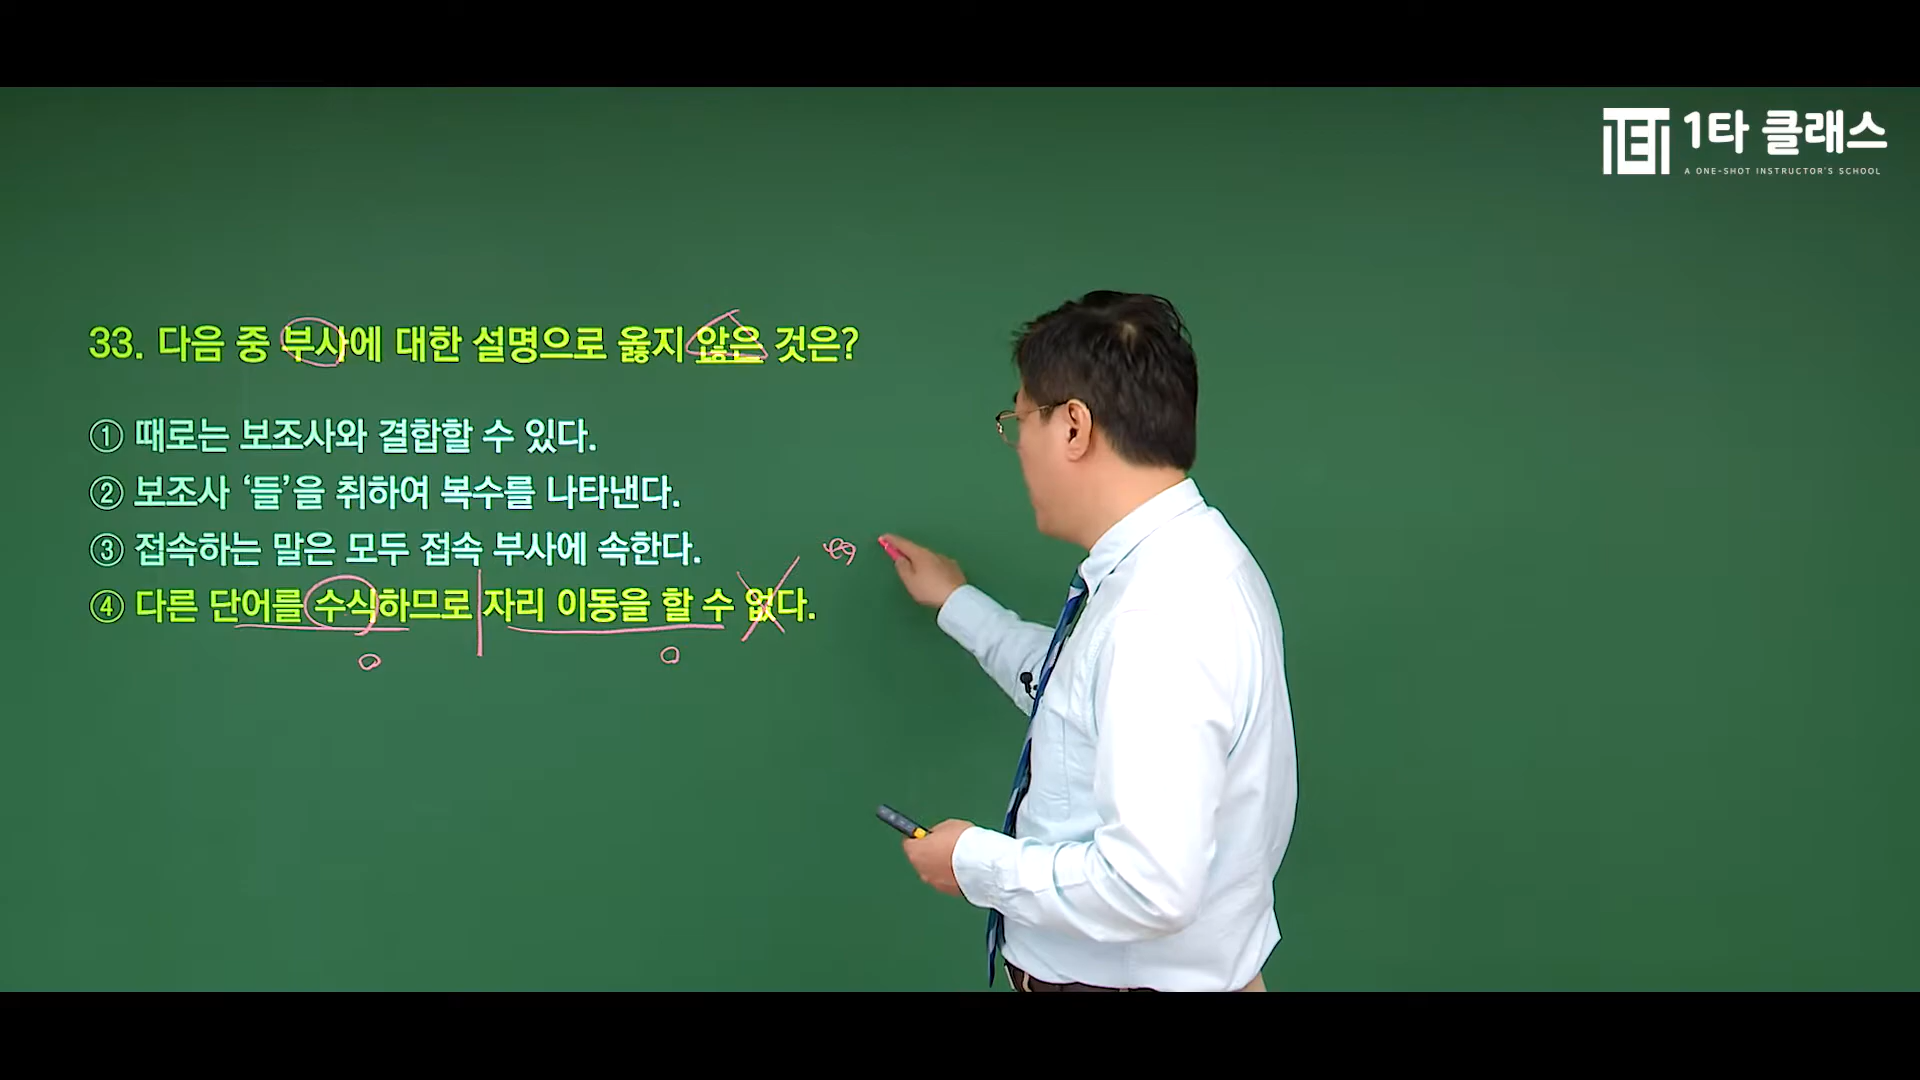 1타 클래스
A ONE-SHOT INSTRUCTOR'S SCHOOL
33. 다음 중 부사에 대한 설명으로 옳지 않은 것은?
① 때로는 보조사와 결합할 수 있다.
② 보조사 ‘들’을 취하여 복수를 나타낸다.
③ 접속하는 말은 모두 접속 부사에 속한다.
④ 다른 단어를 수식하므로 자리 이동을 할 수 없다.